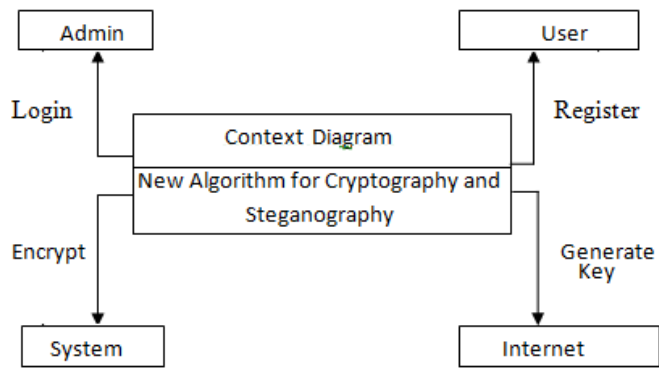 Admin
User
Login
Register
Context Diagram
New Algorithm for Cryptography and
Steganography
Encrypt
Generate
Key
System
Internet